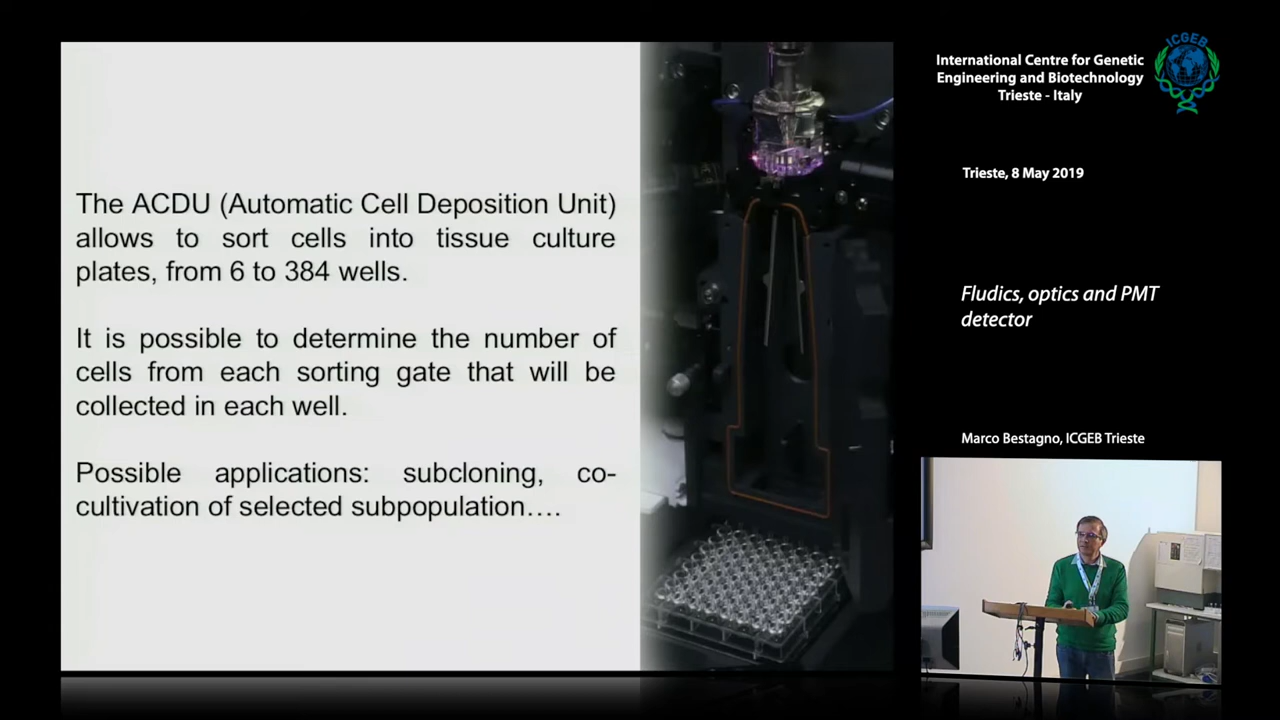 The ACDU (Automatic Cell Deposition Unit)
allows to sort cells into tissue culture
plates, from 6 to 384 wells.
It is possible to determine the number of
cells from each sorting gate that will be
collected in each well.
Possible applications: subcloning, co-
cultivation of selected subpopulation….
International Centre for Genetic
Engineering and Biotechnology
Trieste - Italy
ICGEB
Trieste, 8 May 2019
Fludics, optics and PMT
detector
Marco Bestagno, ICGEB Trieste